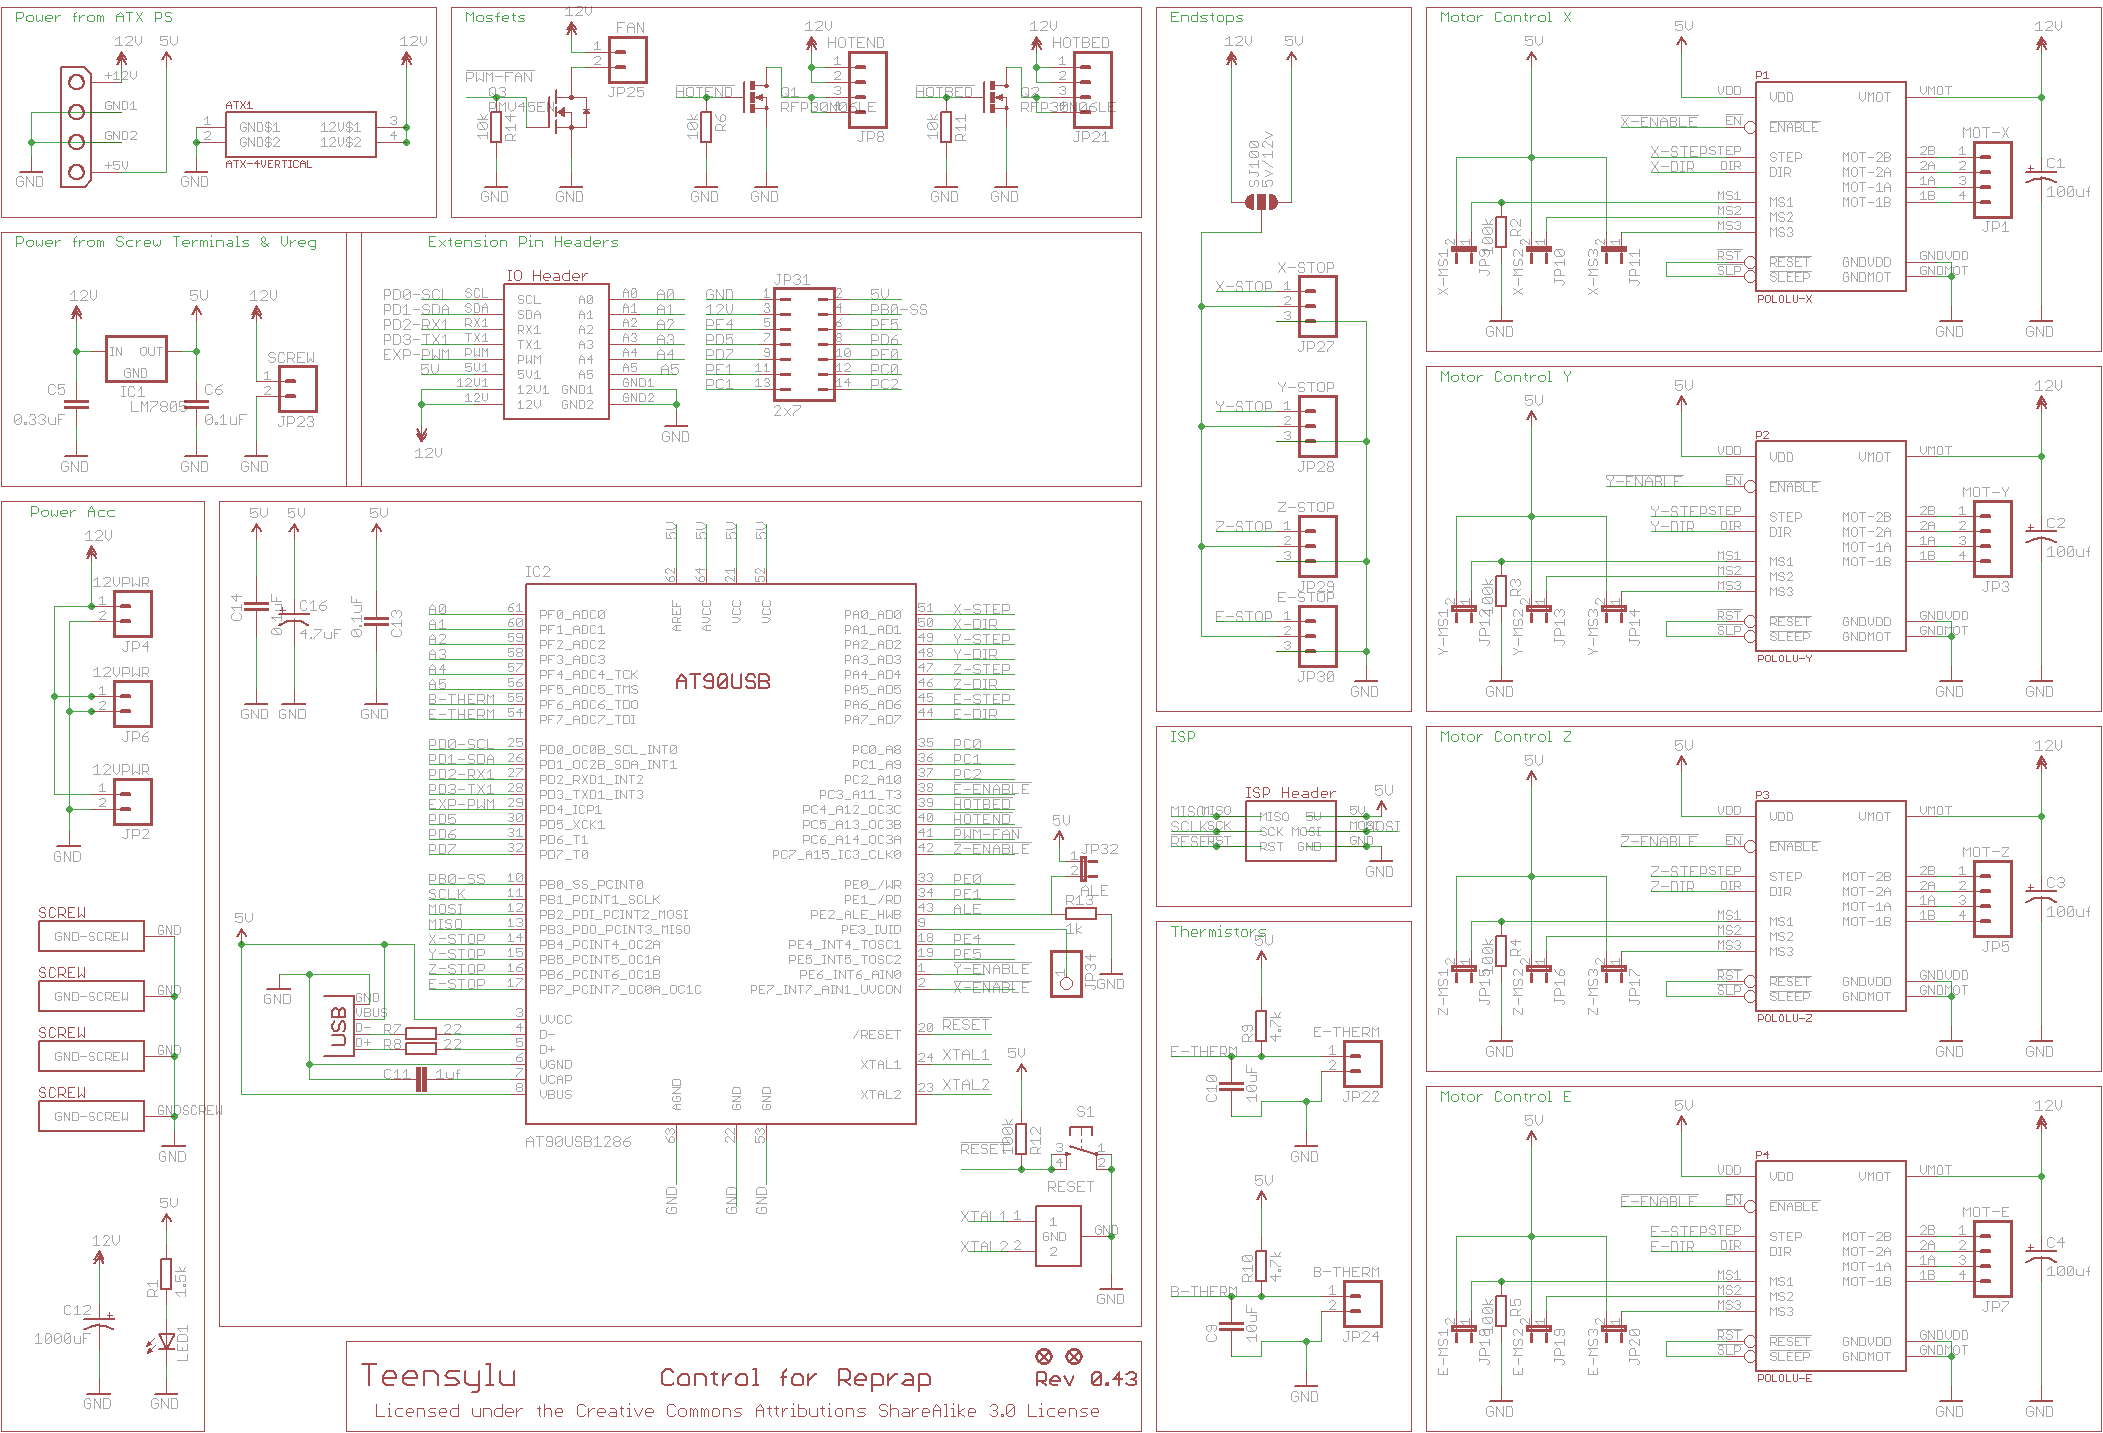 Power from ATX PS
12V
5V
12V
+12V
GND1
GND2
+5V
GND
ATX1
1 GND$1 12V$1 3
2 GND$2 12V$2 4
ATX-4VERTICAL
GND
Mosfets
12V
FAN
1
2
JP25
PWM-FAN
Q3
PMV45EN
10k
R14
GND
GND
12V
HOTEND
1
2
3
4
JP8
HOTEND
Q1
RFP30N06LE
10k
R6
GND
GND
12V
HOTBED
1
2
3
4
JP21
HOTBED
Q2
RFP30N06LE
10k
R11
GND
GND
Power from Screw Terminals & Vreg
12V
5V
12V
IN OUT
GND
IC1
LM7805
C5
0.33uF
C6
0.1uF
SCREW
1
2
JP23
GND
GND
GND
Extension Pin Headers
IO Header
PD0-SCL SCL SCL A0 A0 A0
PD1-SDA SDA SDA A1 A1 A1
PD2-RX1 RX1 RX1 A2 A2 A2
PD3-TX1 TX1 TX1 A3 A3 A3
EXP-PWM PWM PWM A4 A4 A4
5V 5V1 5V1 A5 A5 A5
12V1 12V1 GND1 GND1
12V 12V GND2 GND2
12V
GND
JP31
GND 1 2 5V
12V 3 4 PB0-SS
PE4 5 6 PE5
PD5 7 8 PD6
PD7 9 10 PE0
PE1 11 12 PC0
PC1 13 14 PC2
2x7
Endstops
12V
5V
SJ100
5v/12v
X-STOP
X-STOP 1
2
3
JP27
Y-STOP
Y-STOP 1
2
3
JP28
Z-STOP
Z-STOP 1
2
3
JP29
E-STOP
E-STOP 1
2
3
JP30
GND
Motor Control X
5V
5V
12V
P1
VDD VDD VMOT VMOT
X-ENABLE EN ENABLE
X-STEP STEP STEP MOT-2B 2B 1
X-DIR DIR DIR MOT-2A 2A 2
MOT-1A 1A 3
MS1 MS1 MOT-1B 1B 4
MS2 MS2
MS3 MS3
RST RESET GNDVDD GNDVDD
SLP SLEEP GNDMOT GNDMOT
POLOLU-X
MOT-X
JP1
C1
100uf
X-MS1
JP9
100k
R2
X-MS2
JP10
X-MS3
JP11
GND
GND
GND
Motor Control Y
5V
5V
12V
P2
VDD VDD VMOT VMOT
Y-ENABLE EN ENABLE
Y-STEP STEP STEP MOT-2B 2B 1
Y-DIR DIR DIR MOT-2A 2A 2
MOT-1A 1A 3
MS1 MS1 MOT-1B 1B 4
MS2 MS2
MS3 MS3
RST RESET GNDVDD GNDVDD
SLP SLEEP GNDMOT GNDMOT
POLOLU-Y
MOT-Y
JP3
C2
100uf
Y-MS1
JP12
100k
R3
Y-MS2
JP13
Y-MS3
JP14
GND
GND
GND
Power Acc
12V
12VPWR
1
2
JP4
12VPWR
1
2
JP6
12VPWR
1
2
JP2
GND
SCREW
GND-SCREW GND
SCREW
GND-SCREW GND
SCREW
GND-SCREW GND
SCREW
GND-SCREW GNDSCREW
GND
5V
R1
1.5k
LED1
GND
12V
C12
1000uF
GND
5V
5V
5V
C14
0.1uF
C16
4.7uF
0.1uF
C13
GND
GND
GND
IC2
5V 5V 5V 5V
62 64 21 52
AREF AVCC VCC VCC
AT90USB
A0 61 PF0_ADC0 PA0_AD0 51 X-STEP
A1 60 PF1_ADC1 PA1_AD1 50 X-DIR
A2 59 PF2_ADC2 PA2_AD2 49 Y-STEP
A3 58 PF3_ADC3 PA3_AD3 48 Y-DIR
A4 57 PF4_ADC4_TCK PA4_AD4 47 Z-STEP
A5 56 PF5_ADC5_TMS PA5_AD5 46 Z-DIR
B-THERM 55 PF6_ADC6_TDO PA6_AD6 45 E-STEP
E-THERM 54 PF7_ADC7_TDI PA7_AD7 44 E-DIR
PD0-SCL 25 PD0_OC0B_SCL_INT0 PC0_A8 35 PC0
PD1-SDA 26 PD1_OC2B_SDA_INT1 PC1_A9 36 PC1
PD2-RX1 27 PD2_RXD1_INT2 PC2_A10 37 PC2
PD3-TX1 28 PD3_TXD1_INT3 PC3_A11_T3 38 E-ENABLE
EXP-PWM 29 PD4_ICP1 PC4_A12_OC3C 39 HOTBED
PD5 30 PD5_XCK1 PC5_A13_OC3B 40 HOTEND
PD6 31 PD6_T1 PC6_A14_OC3A 41 PWM-FAN
PD7 32 PD7_T0 PC7_A15_IC3_CLK0 42 Z-ENABLE
PB0-SS 10 PB0_SS_PCINT0 PE0_/WR 33 PE0
SCLK 11 PB1_PCINT1_SCLK PE1_/RD 34 PE1
MOSI 12 PB2_PDI_PCINT2_MOSI PE2_ALE_HWB 43 ALE
MISO 13 PB3_PDO_PCINT3_MISO PE3_IUID 9
X-STOP 14 PB4_PCINT4_OC2A PE4_INT4_TOSC1 18 PE4
Y-STOP 15 PB5_PCINT5_OC1A PE5_INT5_TOSC2 19 PE5
Z-STOP 16 PB6_PCINT6_OC1B PE6_INT6_AIN0 1 Y-ENABLE
E-STOP 17 PB7_PCINT7_OC0A_OC1C PE7_INT7_AIN1_UVCON 2 X-ENABLE
3 UVCC
4 D- /RESET 20 RESET
5 D+
6 UGND XTAL1 24 XTAL1
7 UCAP
8 VBUS XTAL2 23 XTAL2
AGND GND GND
63 22 53
GND GND GND
AT90USB1286
5V
GND
USB
GND
VBUS
D- R7 22
D+ R8 22
C11 1uf
5V
JP32
1
2
ALE
R13
1k
1
JP34
GND
5V
100k
R12
RESET
S1
3 1
4 2
RESET
XTAL1 1 1
GND GND
XTAL2 2 2
GND
ISP
ISP Header
5V
MISO MISO MISO 5V 5V
SCLK SCK SCK MOSI MOSI MOSI
RESET RST RST GND GND
GND
Thermistors
5V
R9
4.7k
E-THERM
E-THERM 1
2
JP22
C10
10uF
GND
5V
R10
4.7k
B-THERM
B-THERM 1
2
JP24
C9
10uF
GND
Motor Control Z
5V
5V
12V
P3
VDD VDD VMOT VMOT
Z-ENABLE EN ENABLE
Z-STEP STEP STEP MOT-2B 2B 1
Z-DIR DIR DIR MOT-2A 2A 2
MOT-1A 1A 3
MS1 MS1 MOT-1B 1B 4
MS2 MS2
MS3 MS3
RST RESET GNDVDD GNDVDD
SLP SLEEP GNDMOT GNDMOT
POLOLU-Z
MOT-Z
JP5
C3
100uf
Z-MS1
JP15
100k
R4
Z-MS2
JP16
Z-MS3
JP17
GND
GND
GND
Motor Control E
5V
5V
12V
P4
VDD VDD VMOT VMOT
E-ENABLE EN ENABLE
E-STEP STEP STEP MOT-2B 2B 1
E-DIR DIR DIR MOT-2A 2A 2
MOT-1A 1A 3
MS1 MS1 MOT-1B 1B 4
MS2 MS2
MS3 MS3
RST RESET GNDVDD GNDVDD
SLP SLEEP GNDMOT GNDMOT
POLOLU-E
MOT-E
JP7
C4
100uf
E-MS1
JP18
100k
R5
E-MS2
JP19
E-MS3
JP20
GND
GND
GND
Teensylu Control for Reprap Rev 0.43
Licensed under the Creative Commons Attributions ShareAlike 3.0 License